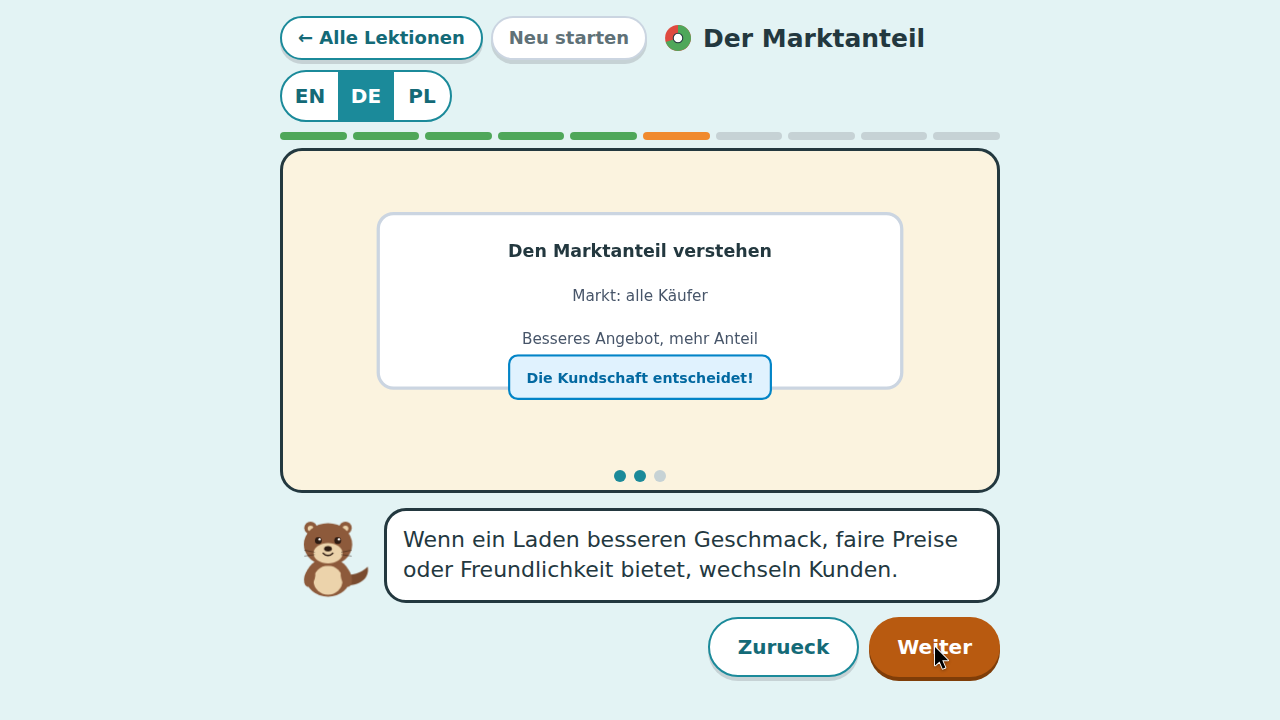 ← Alle Lektionen
Neu starten
Der Marktanteil
EN DE PL
Den Marktanteil verstehen
Markt: alle Käufer
Besseres Angebot, mehr Anteil
Die Kundschaft entscheidet!
Wenn ein Laden besseren Geschmack, faire Preise
oder Freundlichkeit bietet, wechseln Kunden.
Zurueck
Weiter